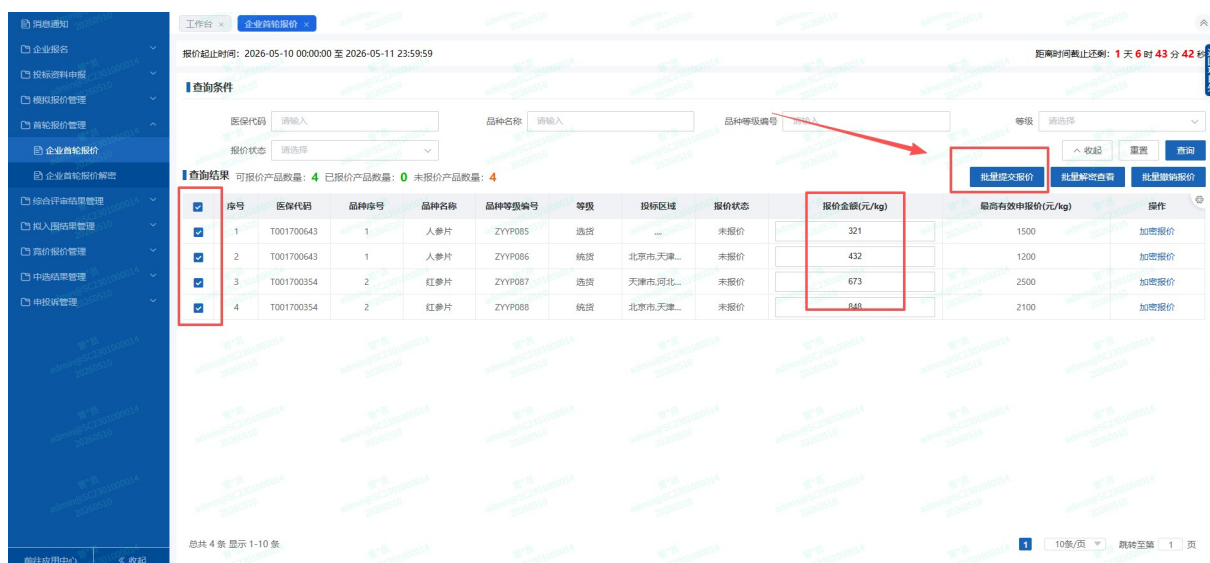 消息通知
企业报名
投标资料申报
模拟报价管理
首轮报价管理
企业首轮报价
企业首轮报价解密
综合评审结果管理
拟入围结果管理
竞价报价管理
中选结果管理
申投诉管理
前往应用中心 《 收起
工作台 × 企业首轮报价 ×
报价起止时间：2026-05-10 00:00:00 至 2026-05-11 23:59:59 距离时间截止还剩：1 天 6 时 43 分 42 秒
查询条件
医保代码 请输入 品种名称 请输入 品种等级编号 请输入 等级 请选择
报价状态 请选择 收起 重置 查询
查询结果 可报价产品数量：4 已报价产品数量：0 未报价产品数量：4 批量提交报价 批量解密查看 批量撤销报价
序号 医保代码 品种序号 品种名称 品种等级编号 等级 投标区域 报价状态 报价金额(元/kg) 最高有效申报价(元/kg) 操作
1 T001700643 1 人参片 ZYYP085 选货 ... 未报价 321 1500 加密报价
2 T001700643 1 人参片 ZYYP086 统货 北京市,天津... 未报价 432 1200 加密报价
3 T001700354 2 红参片 ZYYP087 选货 天津市,河北... 未报价 673 2500 加密报价
4 T001700354 2 红参片 ZYYP088 统货 北京市,天津... 未报价 848 2100 加密报价
总共 4 条 显示 1-10 条 1 10条/页 跳转至第 1 页